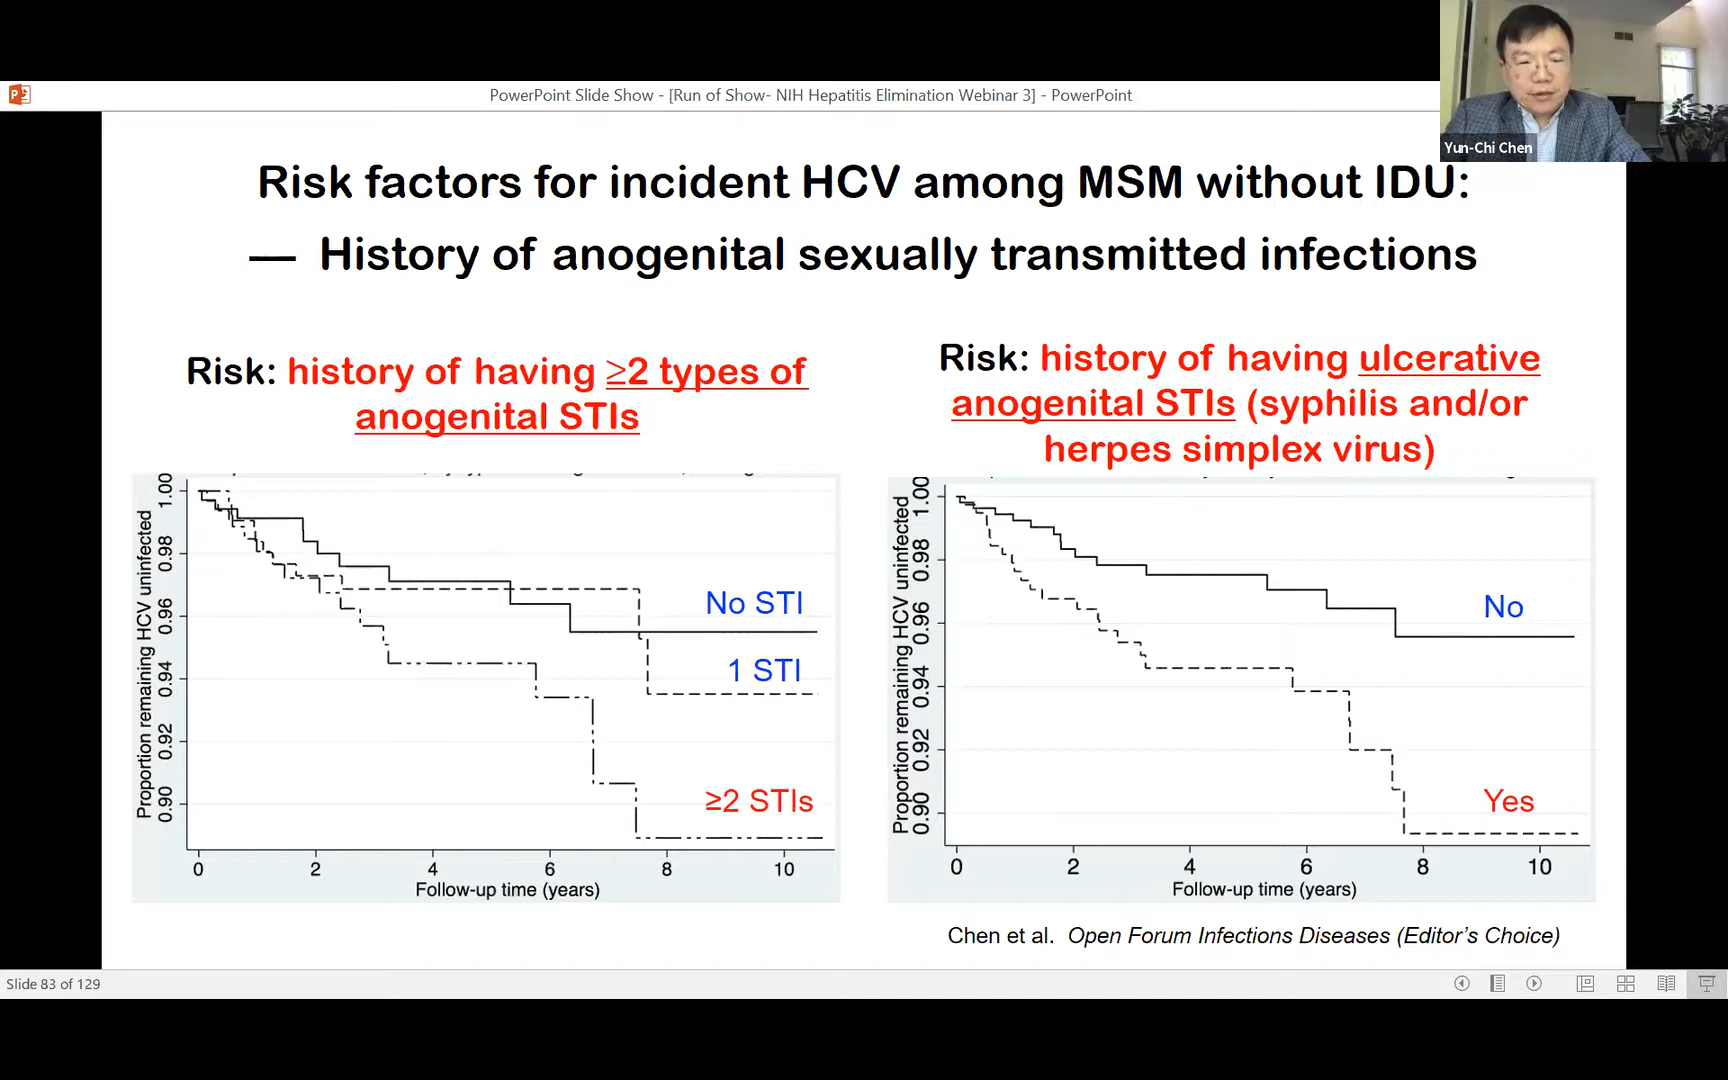 PowerPoint Slide Show - [Run of Show- NIH Hepatitis Elimination Webinar 3] - PowerPoint
Yun-Chi Chen
Risk factors for incident HCV among MSM without IDU:
— History of anogenital sexually transmitted infections
Risk: history of having ≥2 types of
anogenital STIs
Proportion remaining HCV uninfected
1.00
0.98
0.96
0.94
0.92
0.90
No STI
1 STI
≥2 STIs
0 2 4 6 8 10
Follow-up time (years)
Risk: history of having ulcerative
anogenital STIs (syphilis and/or
herpes simplex virus)
Proportion remaining HCV uninfected
1.00
0.98
0.96
0.94
0.92
0.90
No
Yes
0 2 4 6 8 10
Follow-up time (years)
Chen et al. Open Forum Infections Diseases (Editor's Choice)
Slide 83 of 129